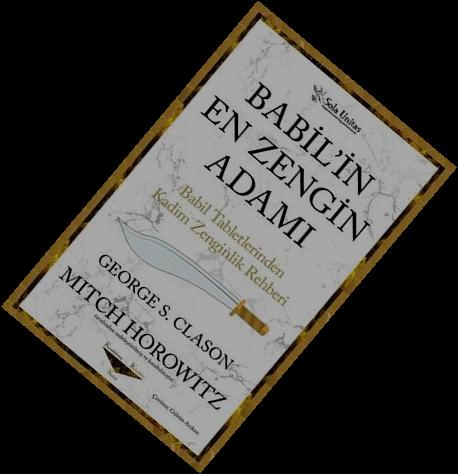 Sola Unitas
BABİL'İN
EN ZENGİN
ADAMI
Babil Tabletlerinden
Kadim Zenginlik Rehberi
GEORGE S. CLASON
MITCH HOROWITZ